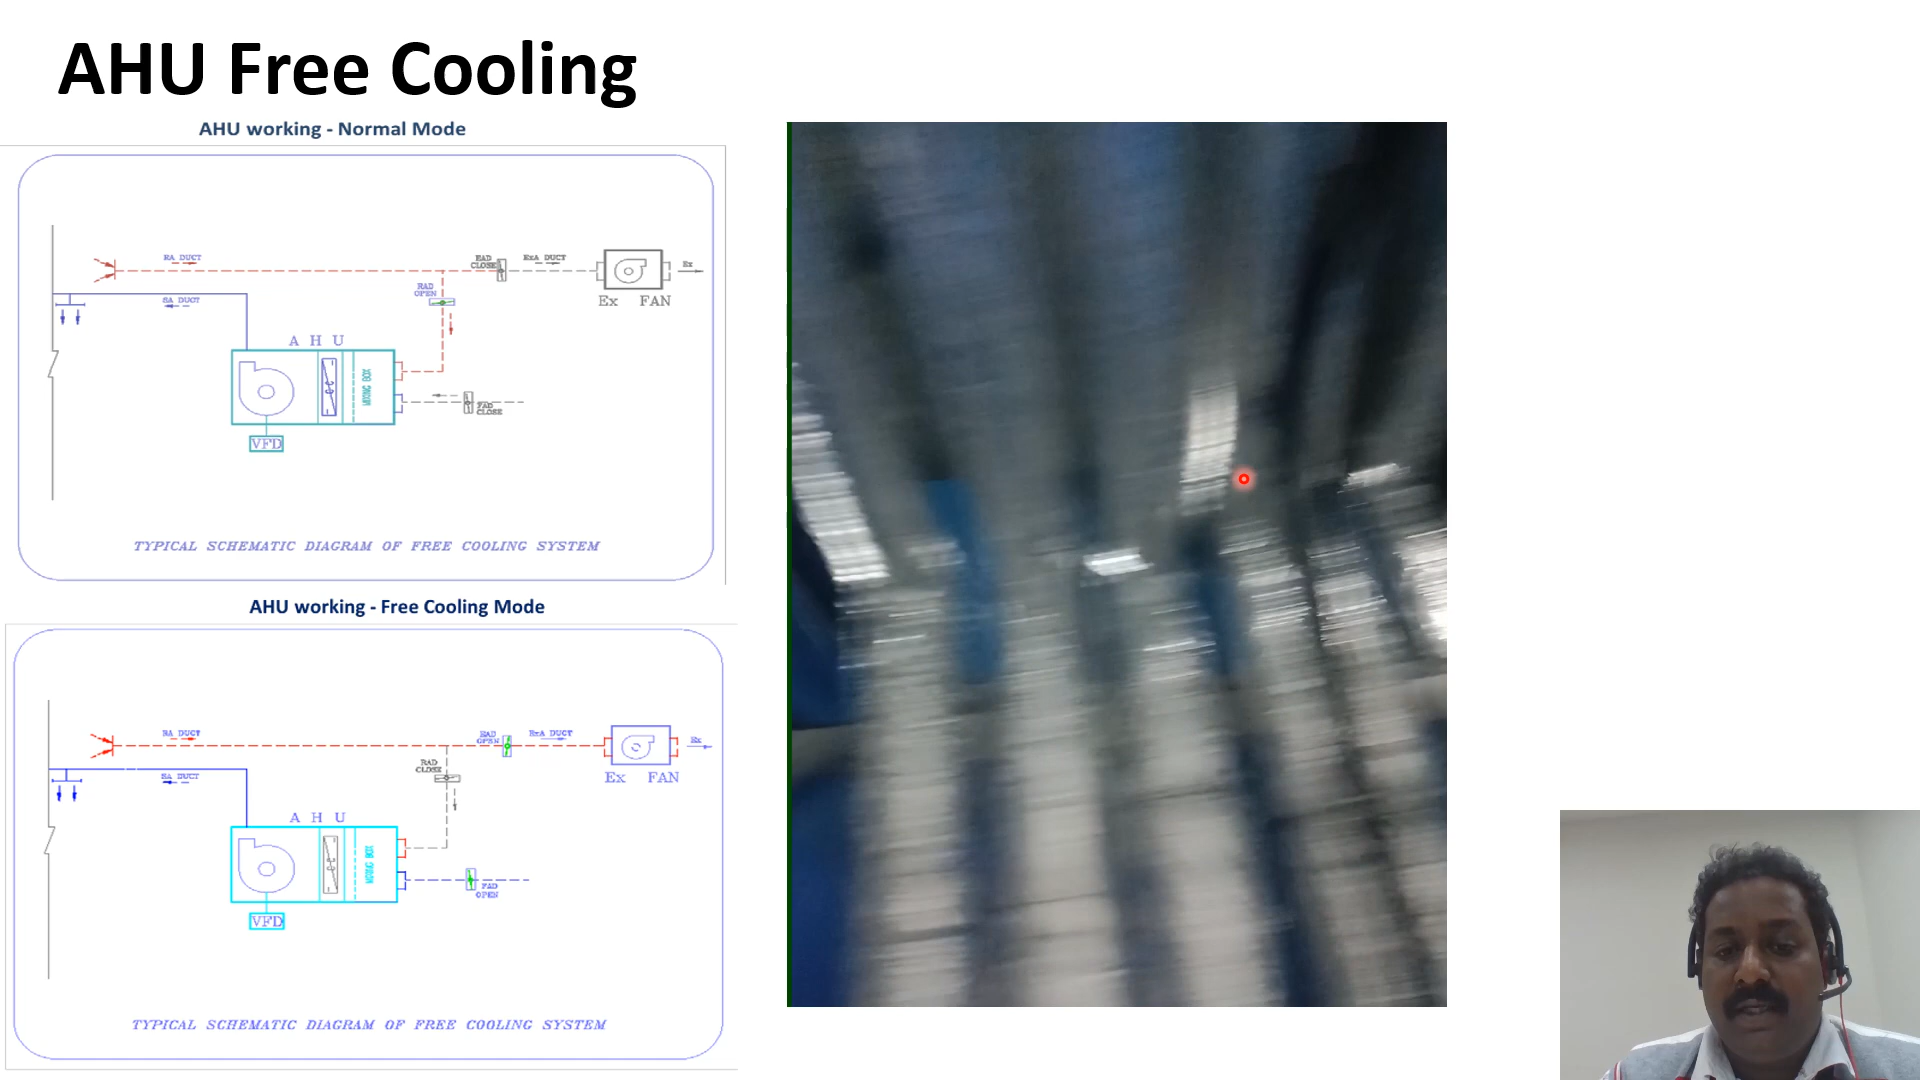 AHU Free Cooling
AHU working - Normal Mode
RA DUCT
EAD
CLOSE
ExA DUCT
Ex
RAD
OPEN
SA DUCT
Ex FAN
A H U
MIXING BOX
FAD
CLOSE
VFD
TYPICAL SCHEMATIC DIAGRAM OF FREE COOLING SYSTEM
AHU working - Free Cooling Mode
RA DUCT
EAD
OPEN
ExA DUCT
Ex
RAD
CLOSE
SA DUCT
Ex FAN
A H U
MIXING BOX
FAD
OPEN
VFD
TYPICAL SCHEMATIC DIAGRAM OF FREE COOLING SYSTEM